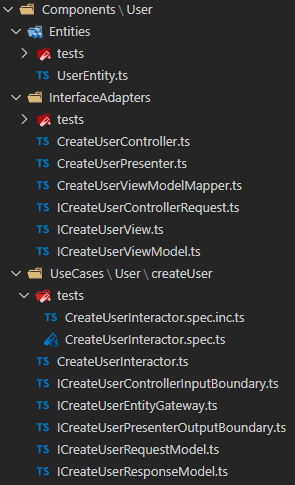 Components \ User
Entities
tests
TS UserEntity.ts
InterfaceAdapters
tests
TS CreateUserController.ts
TS CreateUserPresenter.ts
TS CreateUserViewModelMapper.ts
TS ICreateUserControllerRequest.ts
TS ICreateUserView.ts
TS ICreateUserViewModel.ts
UseCases \ User \ createUser
tests
TS CreateUserInteractor.spec.inc.ts
CreateUserInteractor.spec.ts
TS CreateUserInteractor.ts
TS ICreateUserControllerInputBoundary.ts
TS ICreateUserEntityGateway.ts
TS ICreateUserPresenterOutputBoundary.ts
TS ICreateUserRequestModel.ts
TS ICreateUserResponseModel.ts